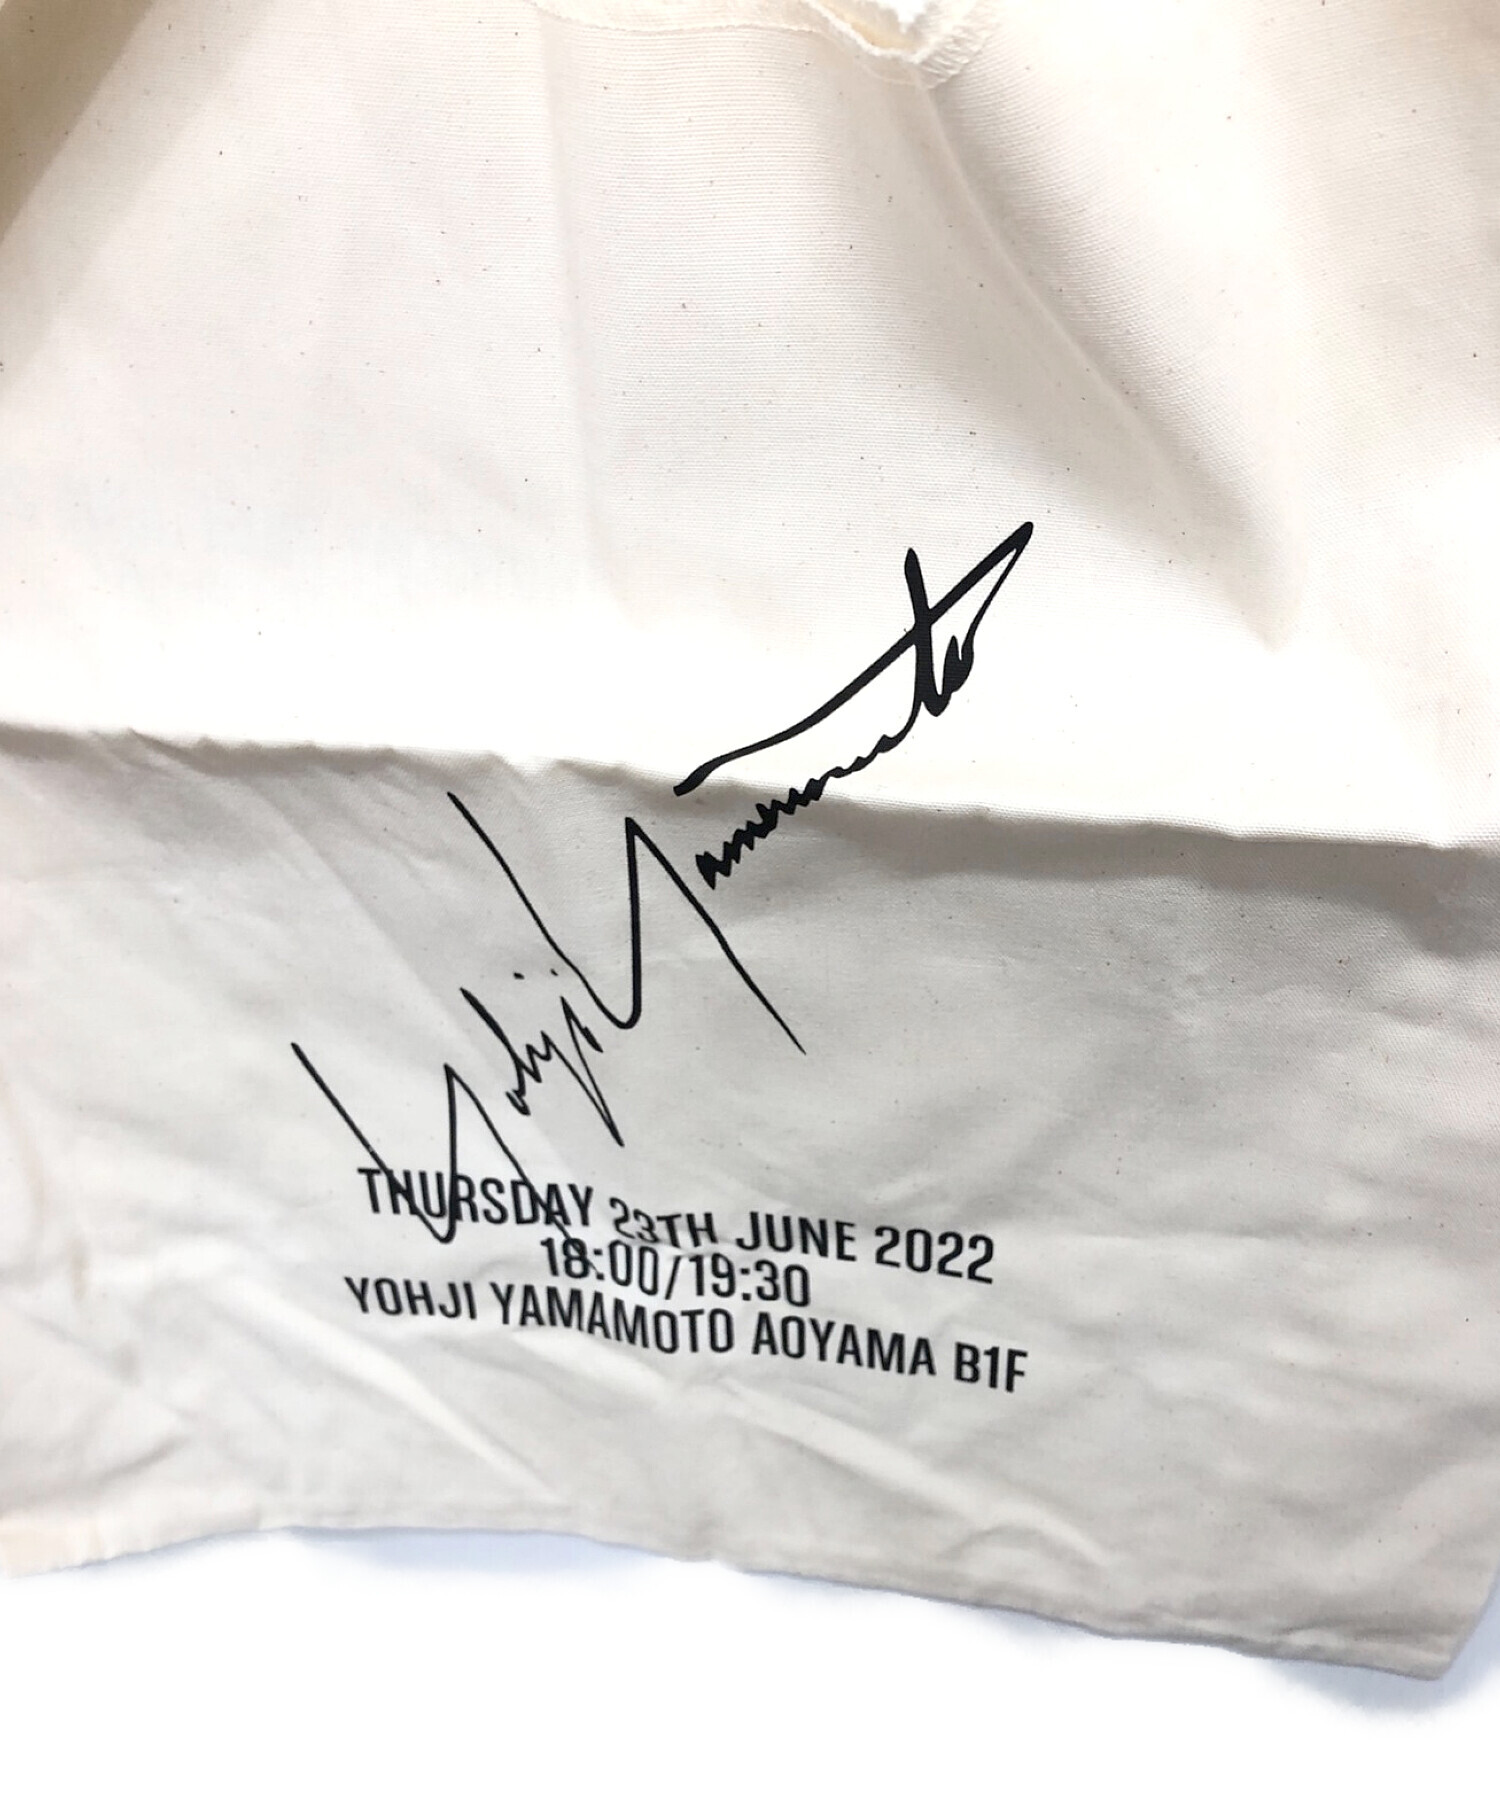 Yohji Yamamoto
THURSDAY 23TH JUNE 2022
18:00/19:30
YOHJI YAMAMOTO AOYAMA B1F